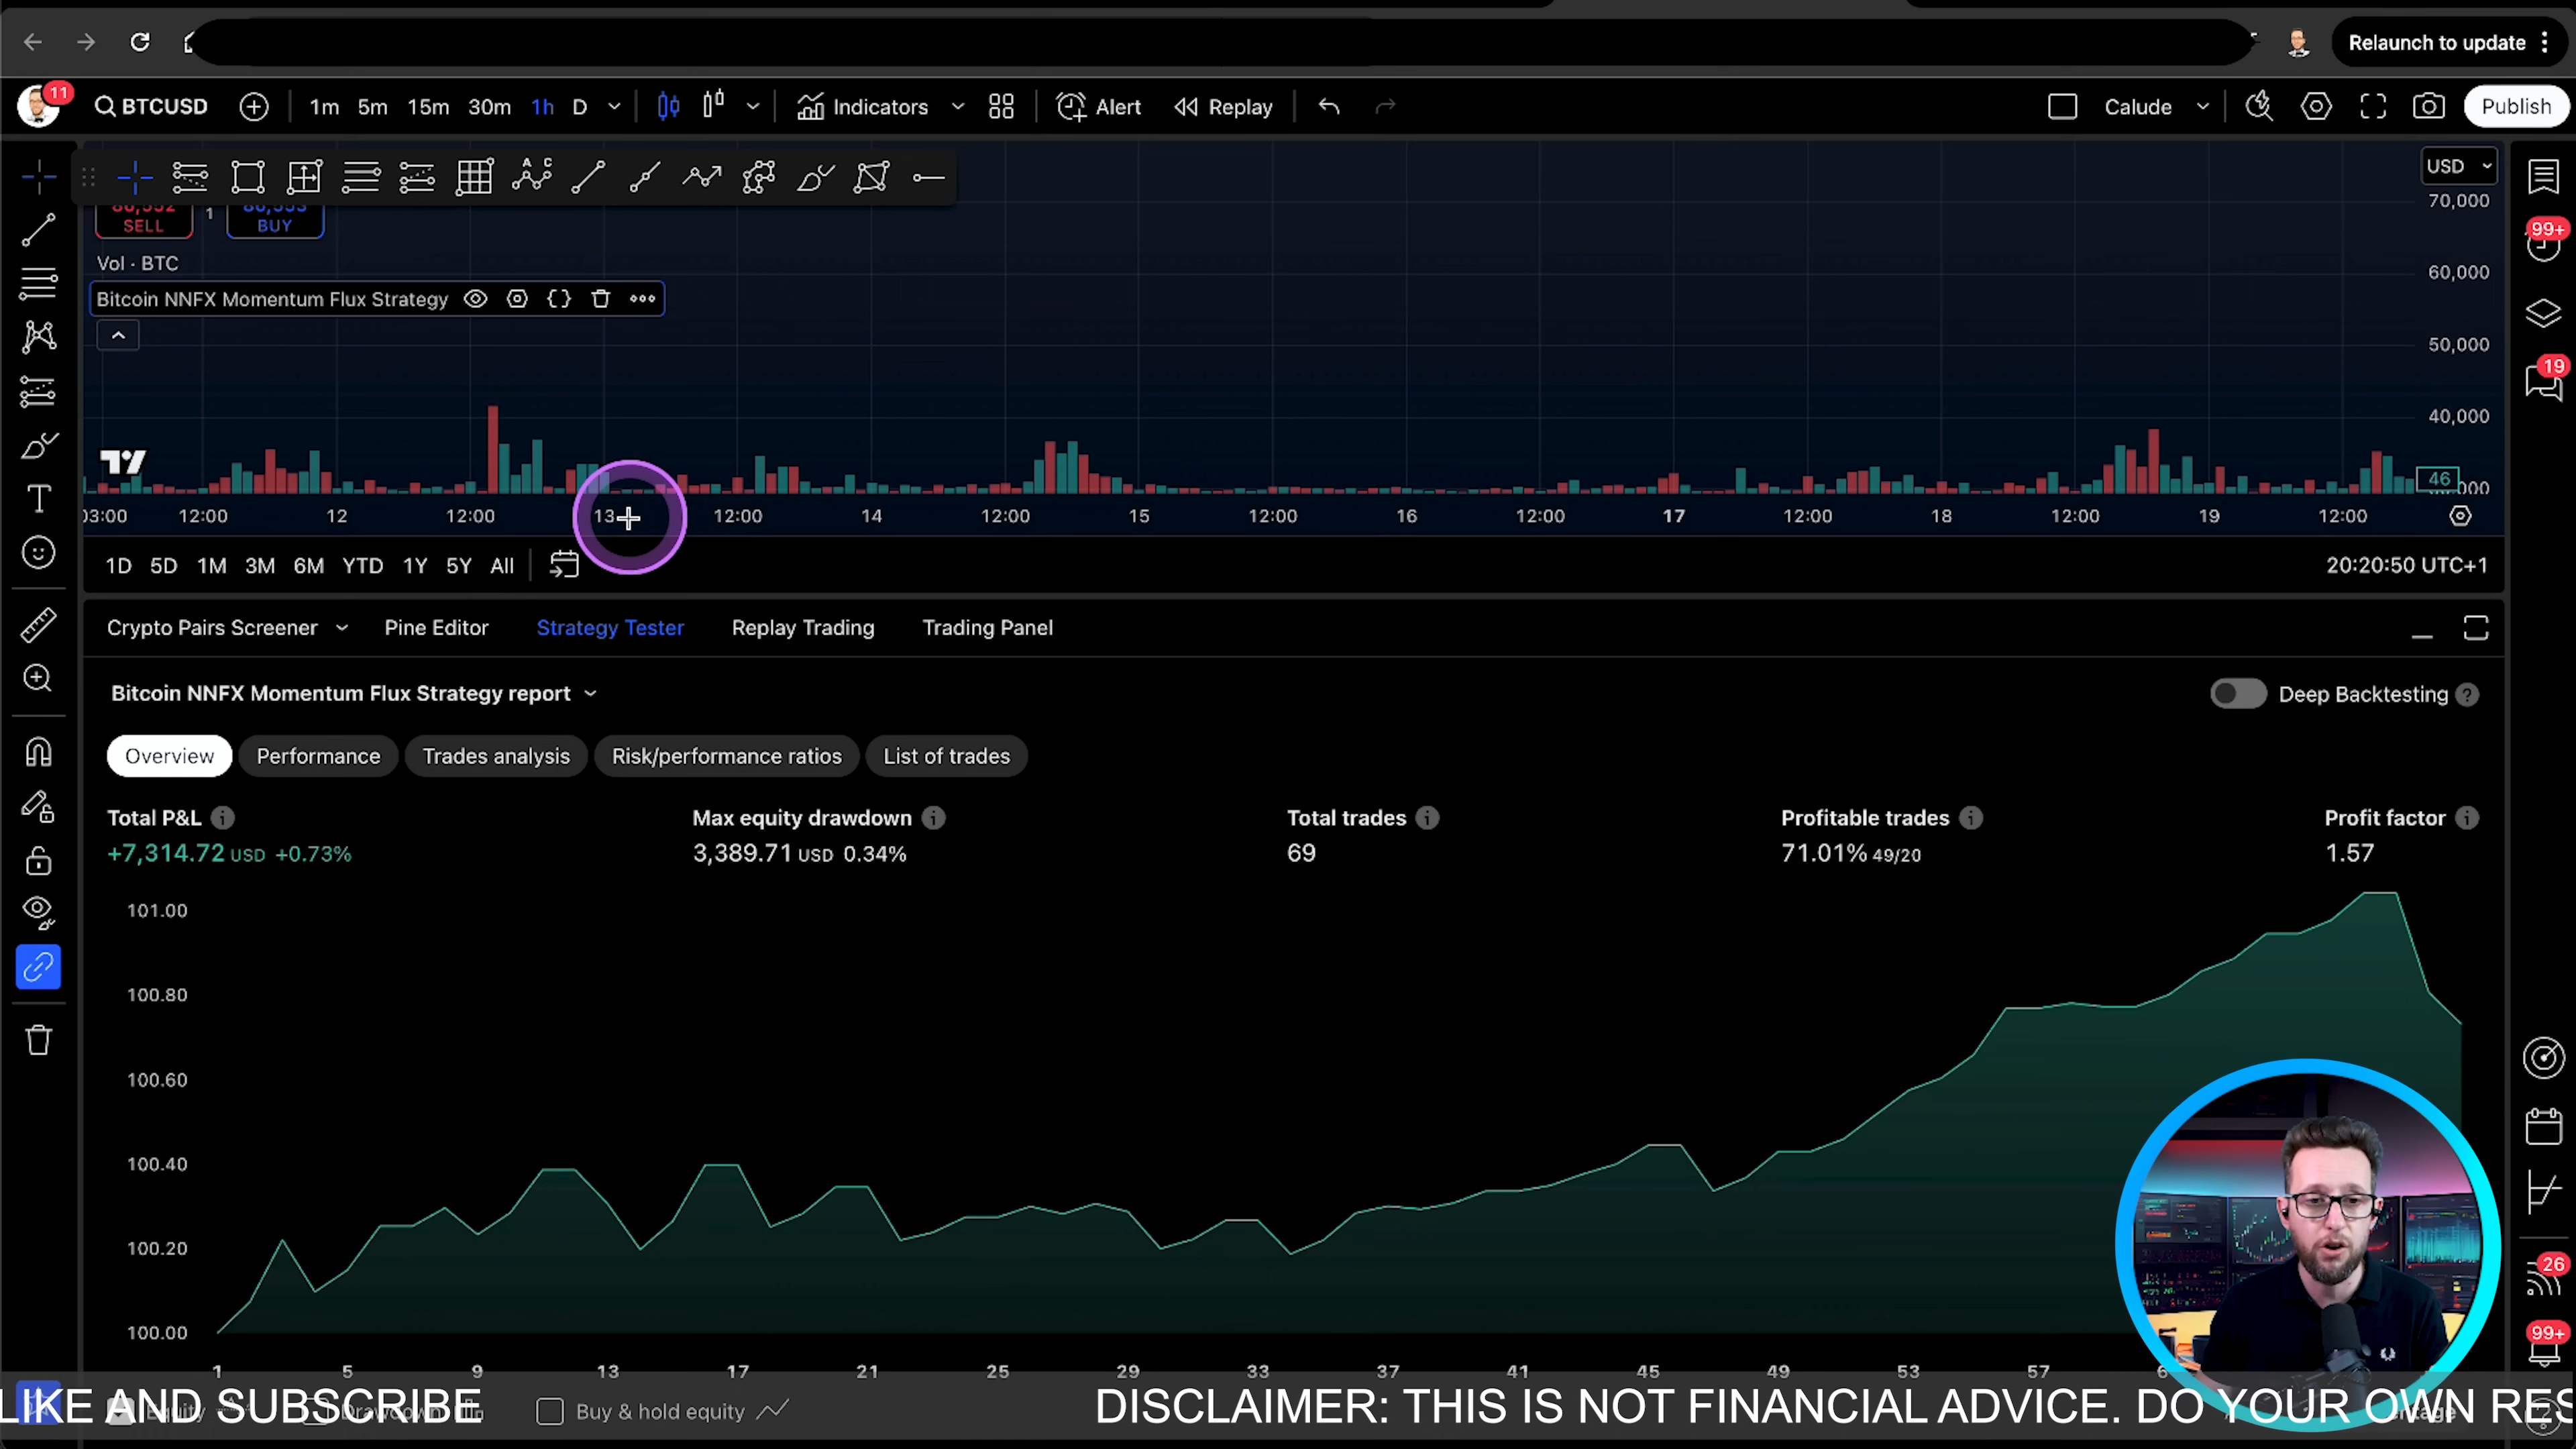 Relaunch to update
11 BTCUSD 1m 5m 15m 30m 1h D Indicators Alert Replay Calude Publish
A C
USD
SELL 1 BUY
70,000
99+
Vol · BTC
60,000
Bitcoin NNFX Momentum Flux Strategy
50,000
19
40,000
46
03:00 12:00 12 12:00 13 12:00 14 12:00 15 12:00 16 12:00 17 12:00 18 12:00 19 12:00
1D 5D 1M 3M 6M YTD 1Y 5Y All 20:20:50 UTC+1
Crypto Pairs Screener Pine Editor Strategy Tester Replay Trading Trading Panel
Bitcoin NNFX Momentum Flux Strategy report Deep Backtesting
Overview Performance Trades analysis Risk/performance ratios List of trades
Total P&L Max equity drawdown Total trades Profitable trades Profit factor
+7,314.72 USD +0.73% 3,389.71 USD 0.34% 69 71.01% 49/20 1.57
101.00
100.80
100.60
100.40
100.20
100.00
26
99+
1 5 9 13 17 21 25 29 33 37 41 45 49 53 57
LIKE AND SUBSCRIBE DISCLAIMER: THIS IS NOT FINANCIAL ADVICE. DO YOUR OWN RES
Equity Drawdown Buy & hold equity